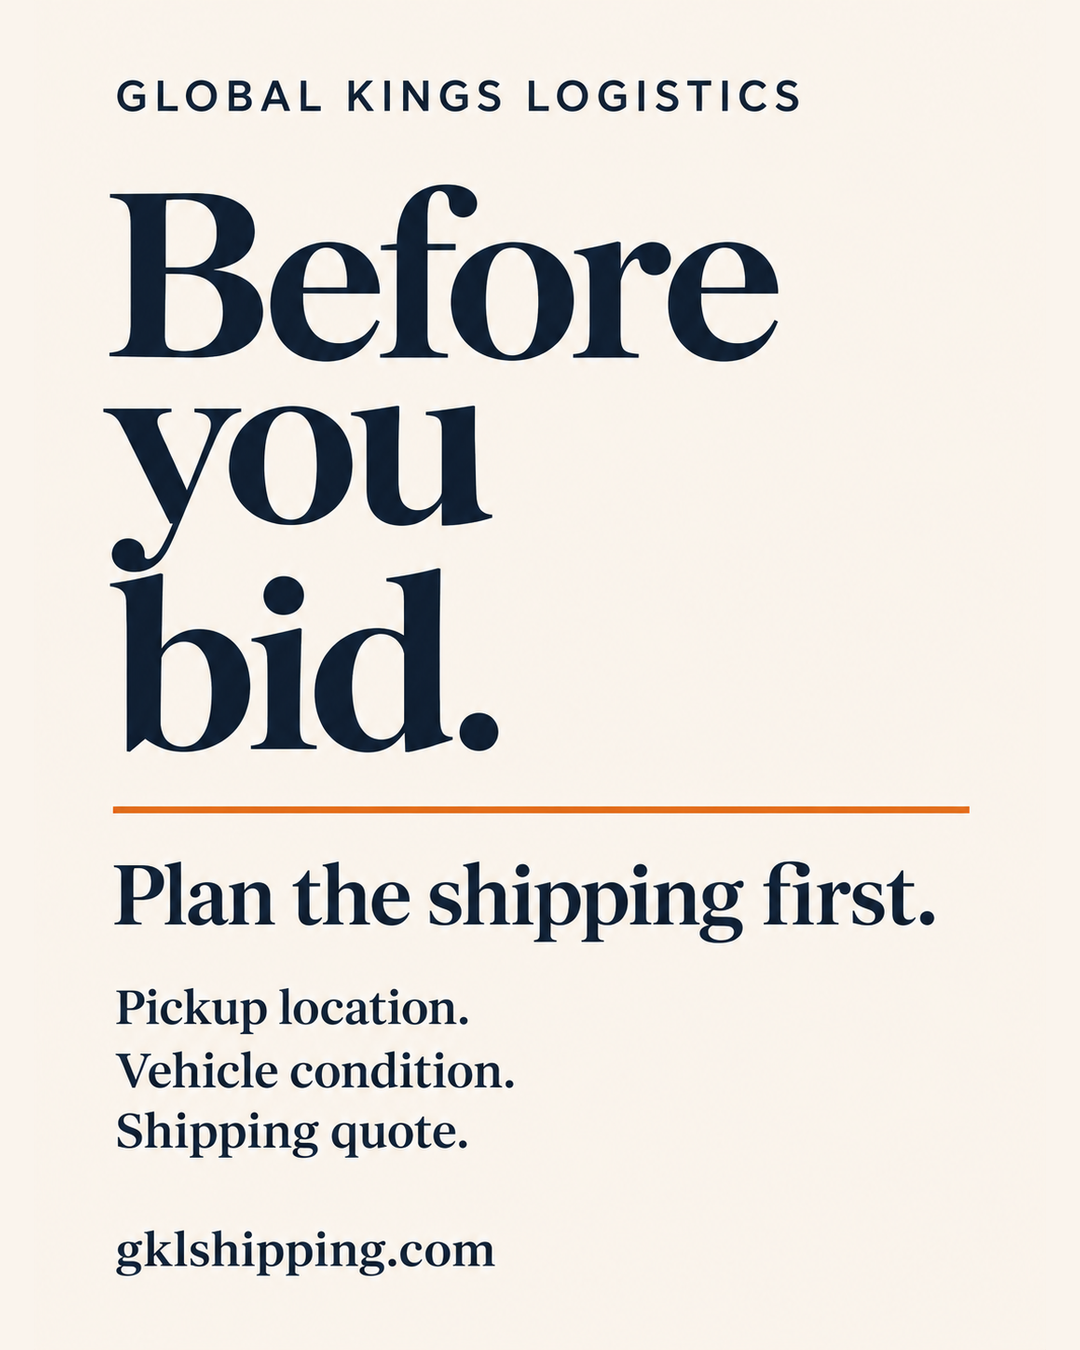 GLOBAL KINGS LOGISTICS
Before
you
bid.
Plan the shipping first.
Pickup location.
Vehicle condition.
Shipping quote.
gklshipping.com